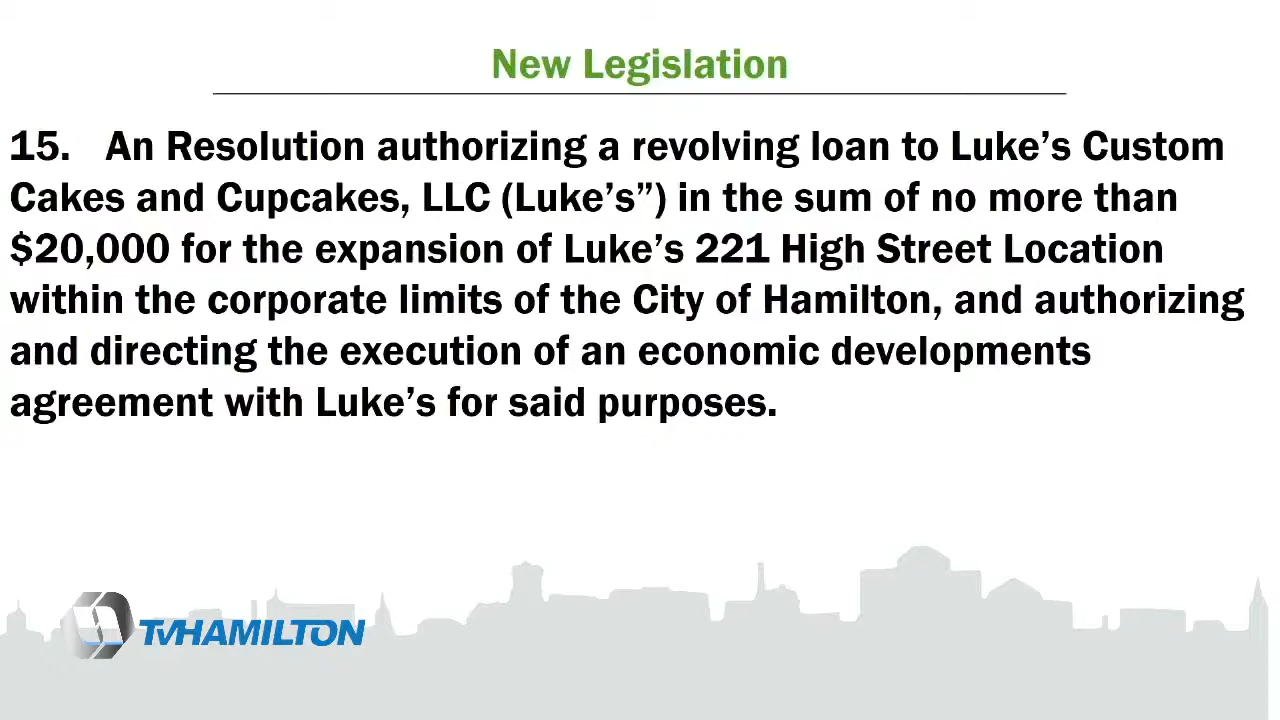 New Legislation
15. An Resolution authorizing a revolving loan to Luke’s Custom
Cakes and Cupcakes, LLC (Luke’s”) in the sum of no more than
$20,000 for the expansion of Luke’s 221 High Street Location
within the corporate limits of the City of Hamilton, and authorizing
and directing the execution of an economic developments
agreement with Luke’s for said purposes.
TVHAMILTON